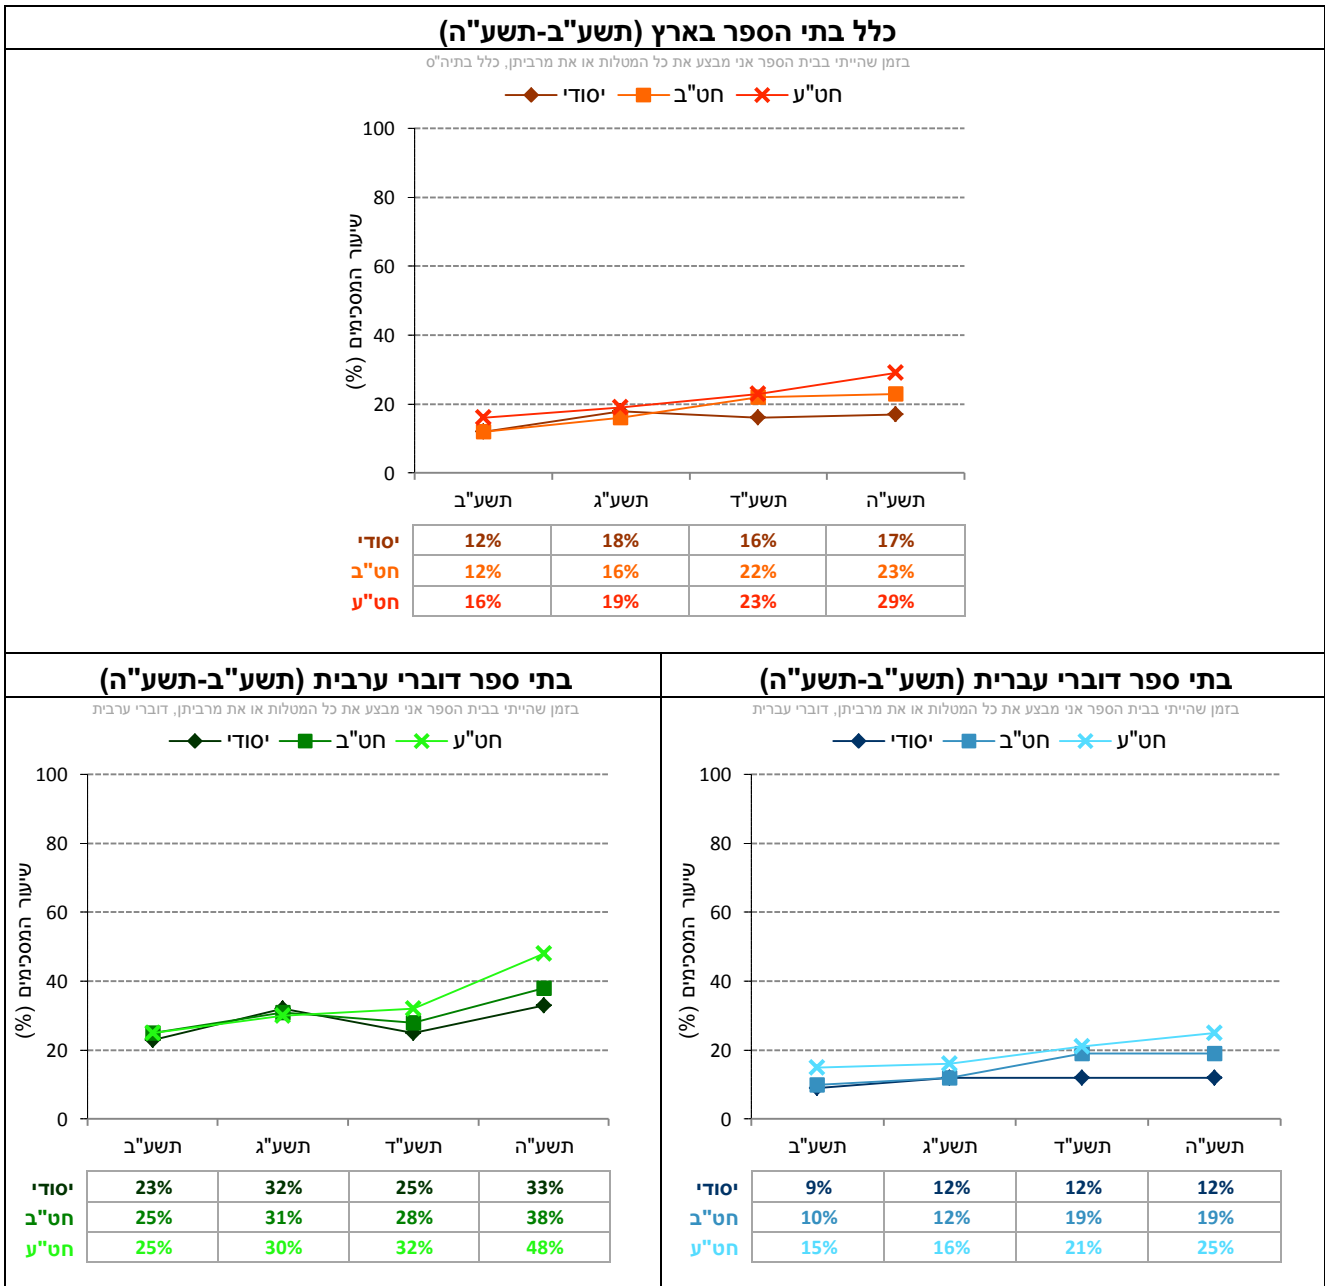 כלל בתי הספר בארץ (תשע"ב-תשע"ה)
בזמן שהייתי בבית הספר אני מבצע את כל המטלות או את מרביתן, כלל בתיה"ס
יסודי חט"ב חט"ע
שיעור המסכימים (%)
100
80
60
40
20
0
תשע"ב תשע"ג תשע"ד תשע"ה
יסודי 12% 18% 16% 17%
חט"ב 12% 16% 22% 23%
חט"ע 16% 19% 23% 29%
בתי ספר דוברי עברית (תשע"ב-תשע"ה)
בזמן שהייתי בבית הספר אני מבצע את כל המטלות או את מרביתן, דוברי עברית
יסודי חט"ב חט"ע
שיעור המסכימים (%)
100
80
60
40
20
0
תשע"ב תשע"ג תשע"ד תשע"ה
יסודי 9% 12% 12% 12%
חט"ב 10% 12% 19% 19%
חט"ע 15% 16% 21% 25%
בתי ספר דוברי ערבית (תשע"ב-תשע"ה)
בזמן שהייתי בבית הספר אני מבצע את כל המטלות או את מרביתן, דוברי ערבית
יסודי חט"ב חט"ע
שיעור המסכימים (%)
100
80
60
40
20
0
תשע"ב תשע"ג תשע"ד תשע"ה
יסודי 23% 32% 25% 33%
חט"ב 25% 31% 28% 38%
חט"ע 25% 30% 32% 48%